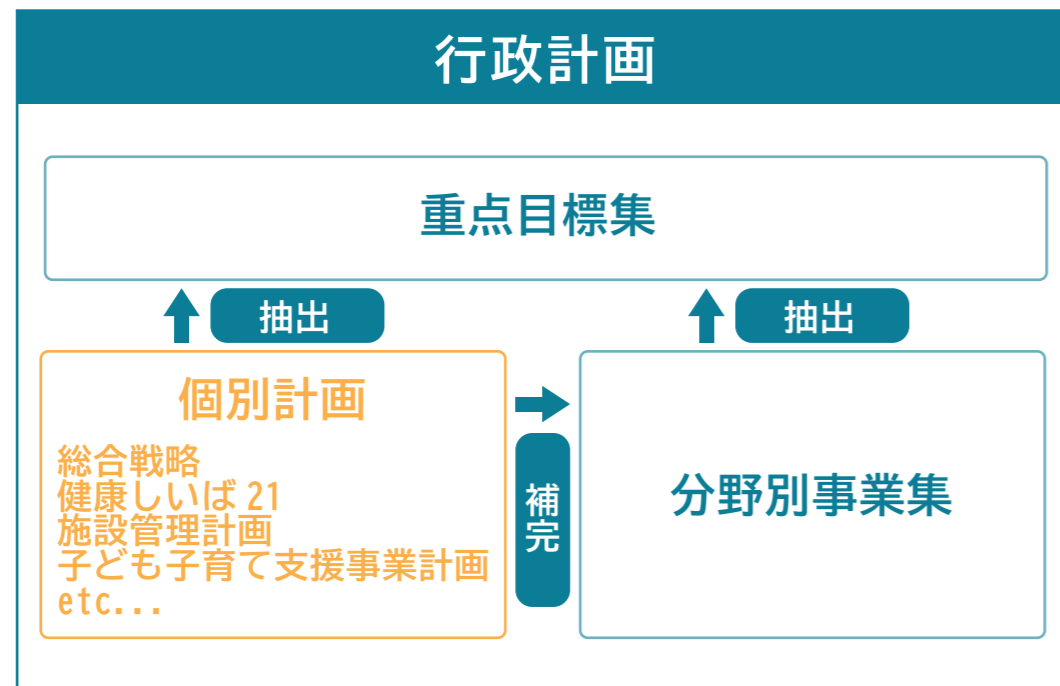 行政計画
重点目標集
抽出
抽出
個別計画
総合戦略
健康しいば 21
施設管理計画
子ども子育て支援事業計画
etc...
補完
分野別事業集